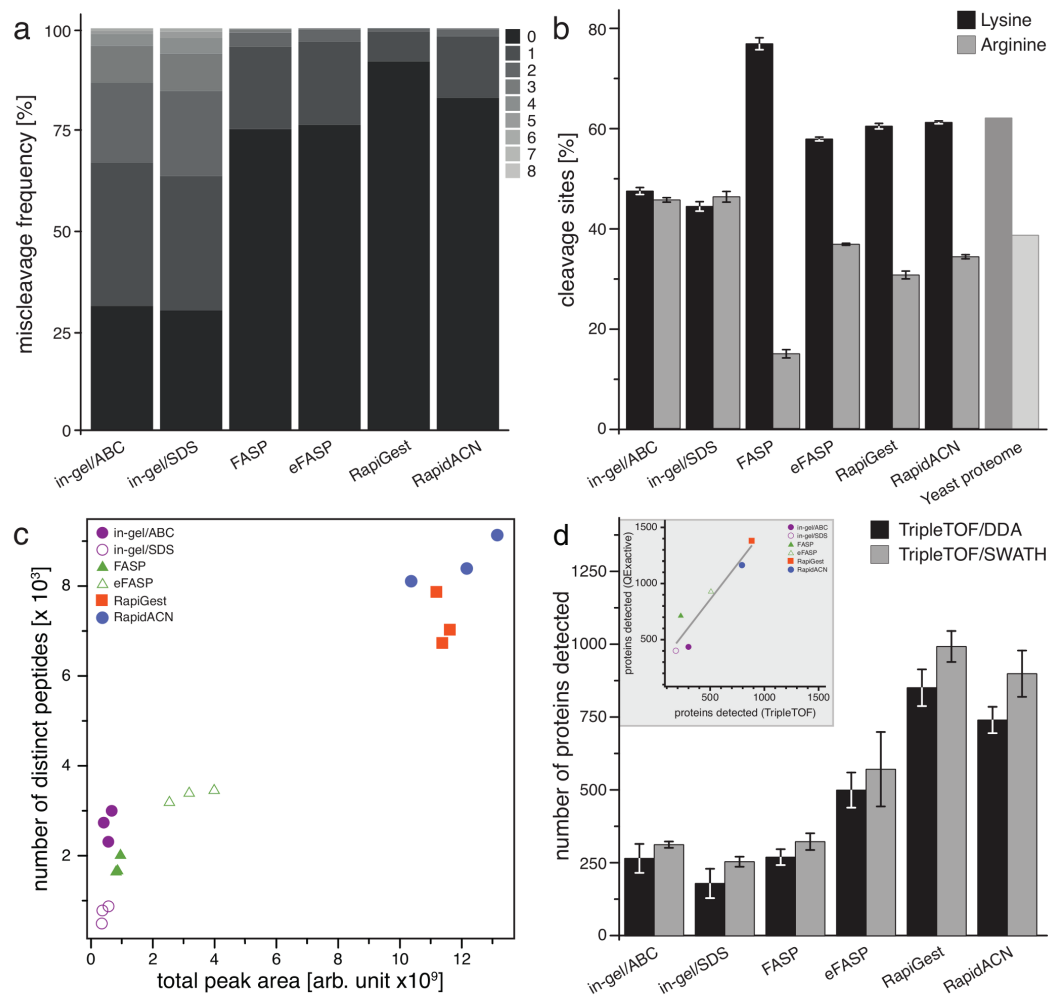 a
miscleavage frequency [%]
100
75
50
25
0
in-gel/ABC
in-gel/SDS
FASP
eFASP
RapiGest
RapidACN
0
1
2
3
4
5
6
7
8
b
cleavage sites [%]
80
60
40
20
0
Lysine
Arginine
in-gel/ABC
in-gel/SDS
FASP
eFASP
RapiGest
RapidACN
Yeast proteome
c
number of distinct peptides [x 10³]
8
6
4
2
in-gel/ABC
in-gel/SDS
FASP
eFASP
RapiGest
RapidACN
0 2 4 6 8 10 12
total peak area [arb. unit x10⁹]
d
number of proteins detected
1250
1000
750
500
250
0
TripleTOF/DDA
TripleTOF/SWATH
proteins detected (QExactive)
1500
1000
500
in-gel/ABC
in-gel/SDS
FASP
eFASP
RapiGest
RapidACN
500 1000 1500
proteins detected (TripleTOF)
in-gel/ABC
in-gel/SDS
FASP
eFASP
RapiGest
RapidACN